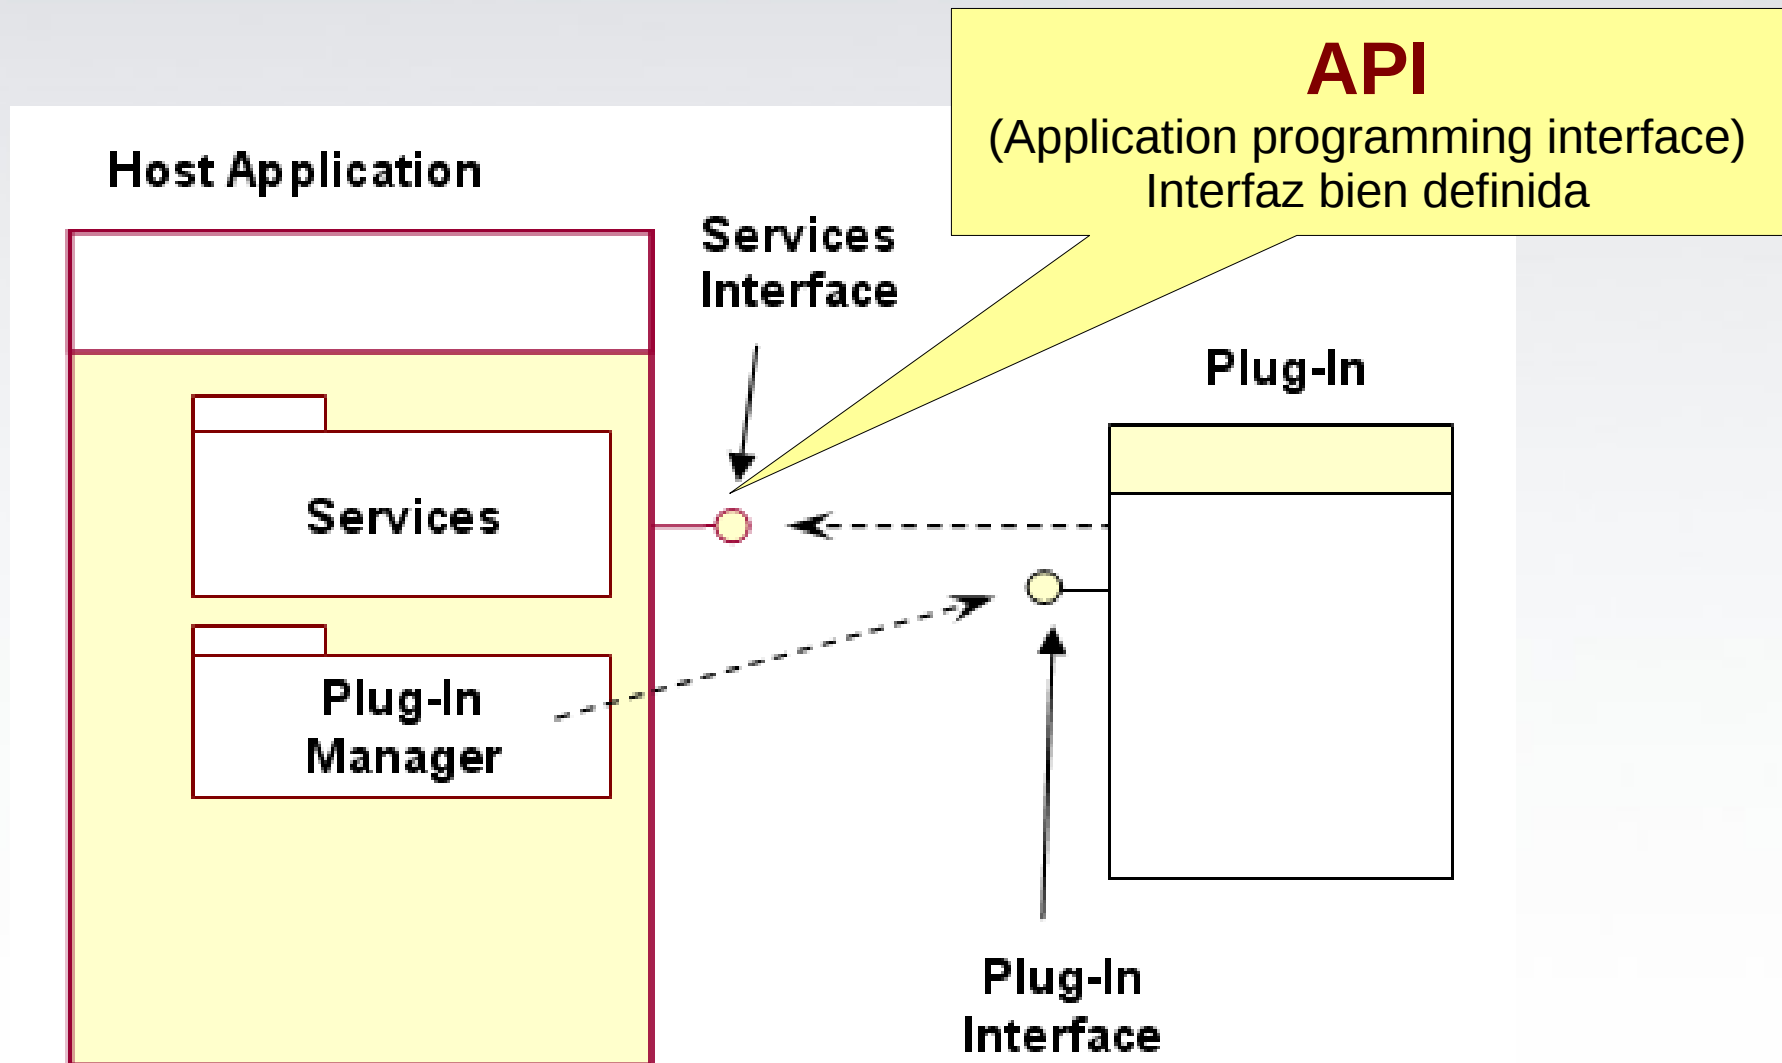 API
(Application programming interface)
Interfaz bien definida
Host Application
Services
Interface
Plug-In
Services
Plug-In
Manager
Plug-In
Interface